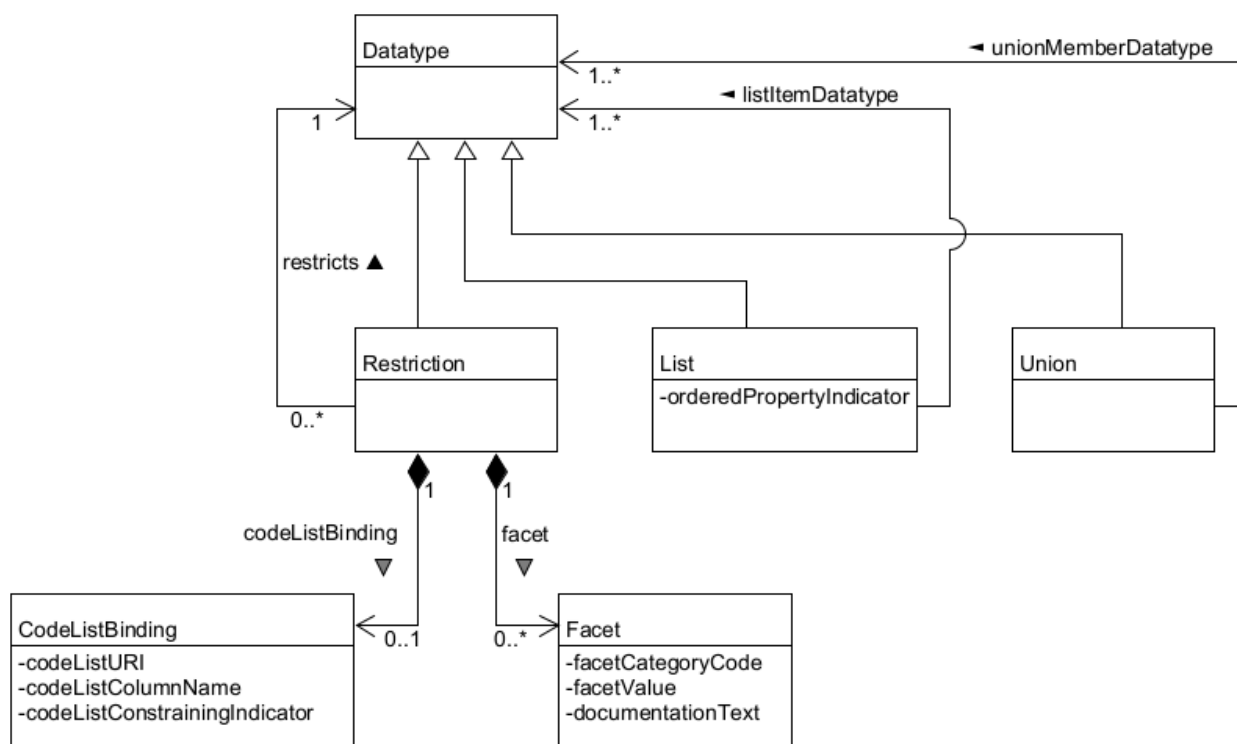 Datatype
◄ unionMemberDatatype
1..*
◄ listItemDatatype
1
1..*
restricts ▲
Restriction
List
Union
-orderedPropertyIndicator
0..*
1
1
codeListBinding
facet
▼
▼
CodeListBinding
0..1
0..*
Facet
-codeListURI
-facetCategoryCode
-codeListColumnName
-facetValue
-codeListConstrainingIndicator
-documentationText